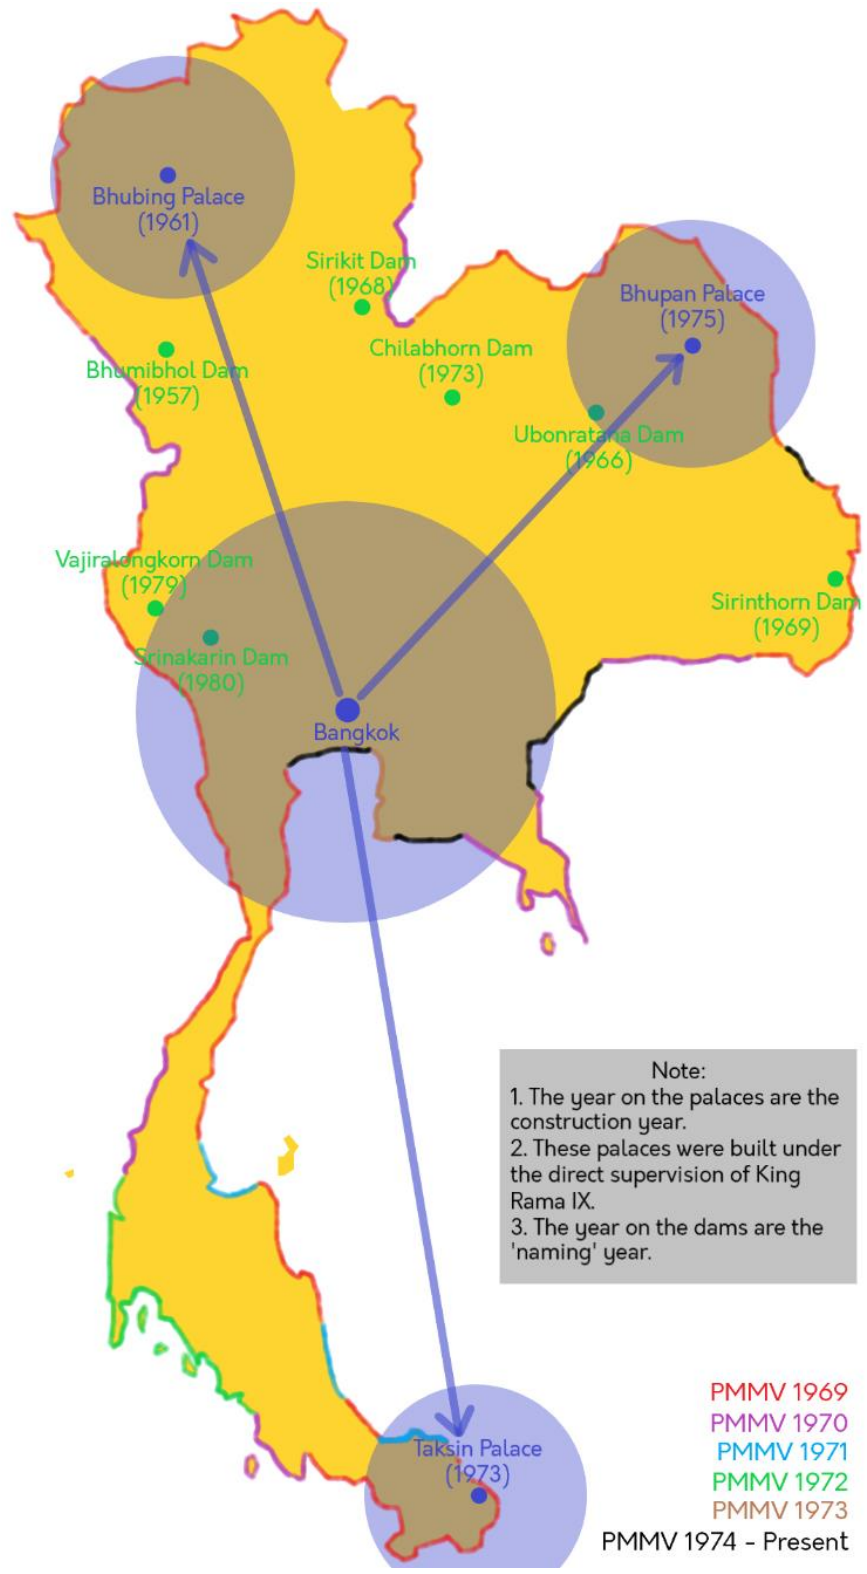 Bhubing Palace
(1961)
Sirikit Dam
(1968)
Bhupan Palace
(1975)
Bhumibhol Dam
(1957)
Chilabhorn Dam
(1973)
Ubonratana Dam
(1966)
Vajiralongkorn Dam
(1979)
Sirinthorn Dam
(1969)
Srinakarin Dam
(1980)
Bangkok
Note:
1. The year on the palaces are the
construction year.
2. These palaces were built under
the direct supervision of King
Rama IX.
3. The year on the dams are the
'naming' year.
Taksin Palace
(1973)
PMMV 1969
PMMV 1970
PMMV 1971
PMMV 1972
PMMV 1973
PMMV 1974 - Present